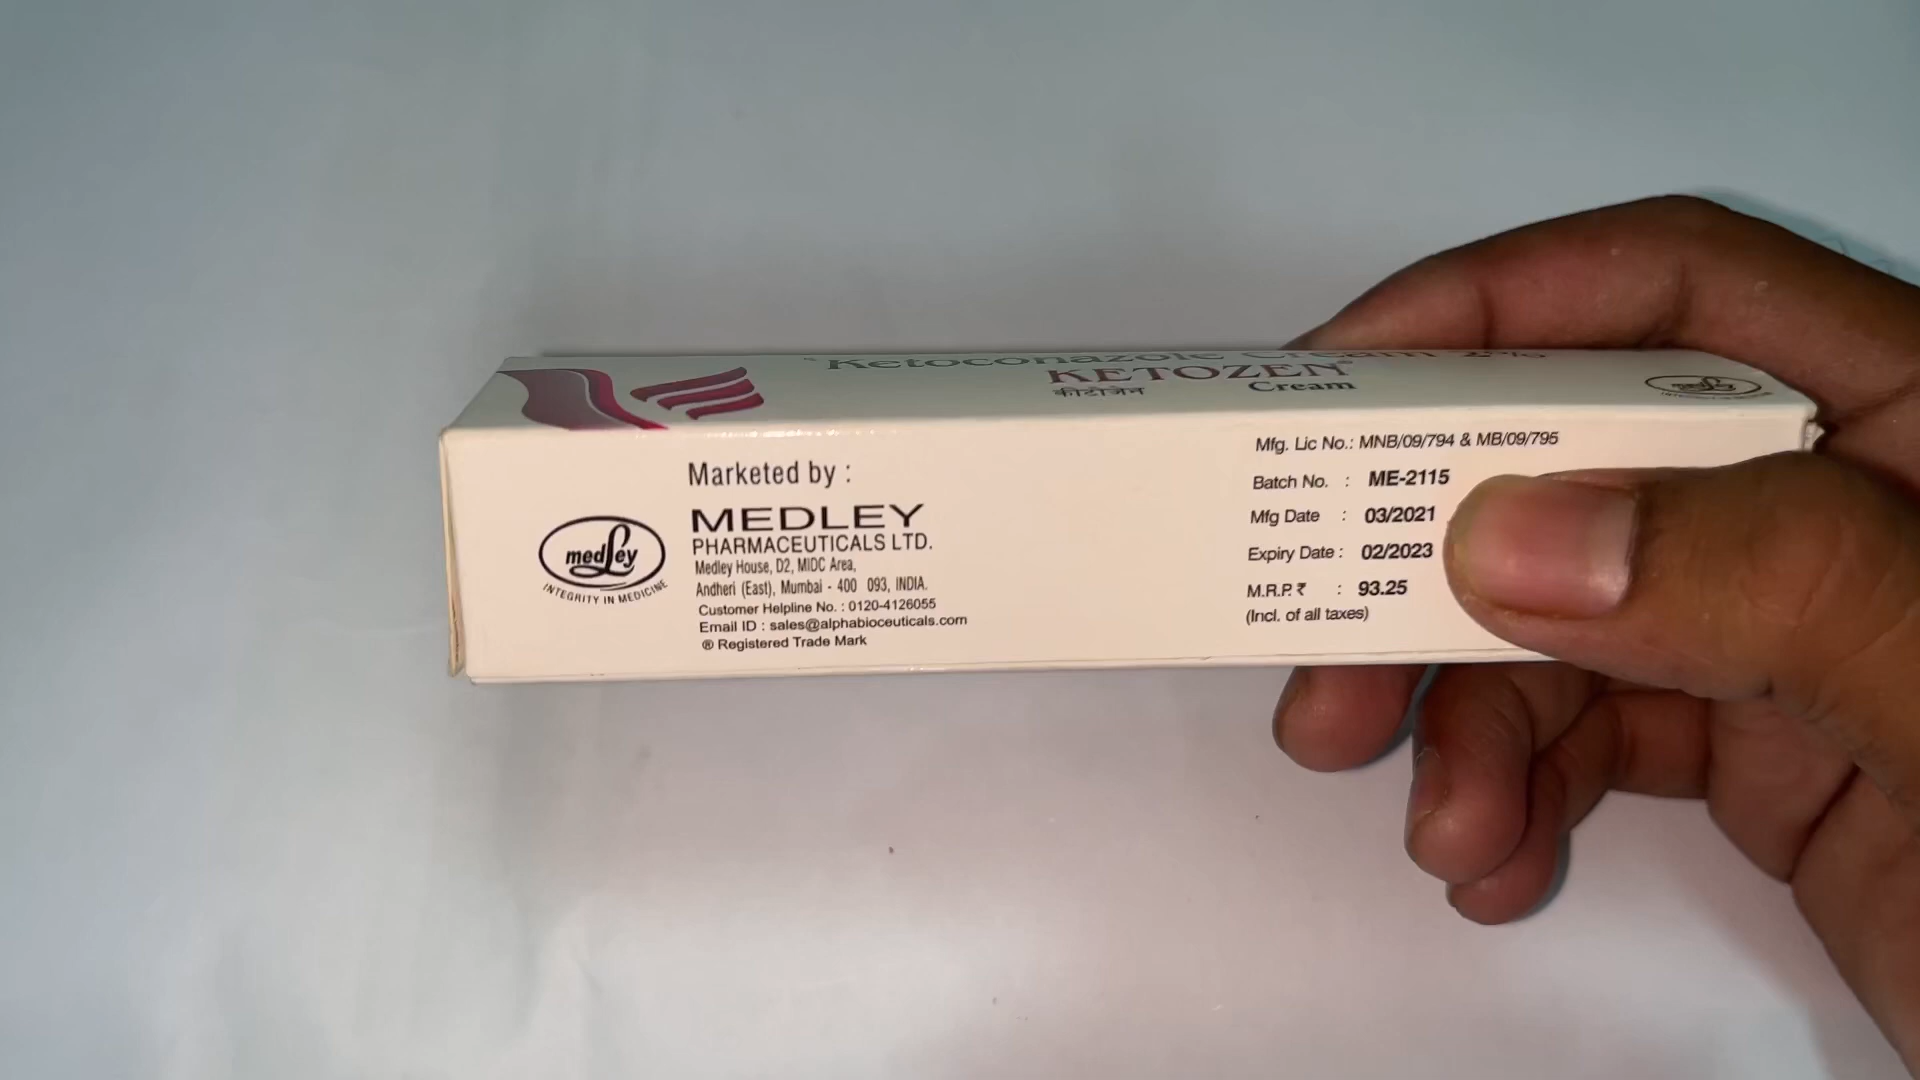 Ketoconazole Cream 2%
KETOZEN®
कीटोजेन Cream
medley
Marketed by :
MEDLEY
PHARMACEUTICALS LTD.
Medley House, D2, MIDC Area,
Andheri (East), Mumbai - 400 093, INDIA.
Customer Helpline No. : 0120-4126055
Email ID : sales@alphabioceuticals.com
® Registered Trade Mark
medley
INTEGRITY IN MEDICINE
Mfg. Lic No.: MNB/09/794 & MB/09/795
Batch No. : ME-2115
Mfg Date : 03/2021
Expiry Date : 02/2023
M.R.P. ₹ : 93.25
(Incl. of all taxes)